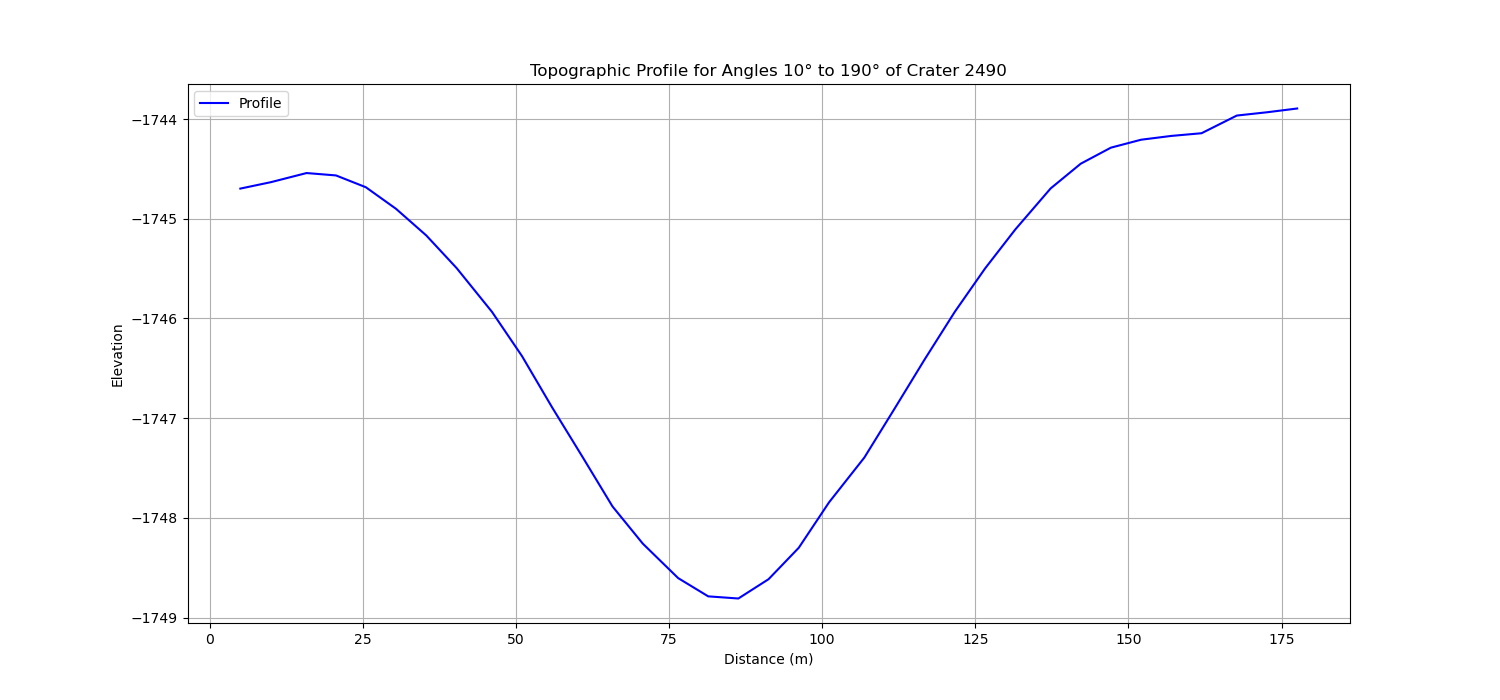 Topographic Profile for Angles 10° to 190° of Crater 2490
Profile
−1744
−1745
−1746
−1747
−1748
−1749
Elevation
0 25 50 75 100 125 150 175
Distance (m)